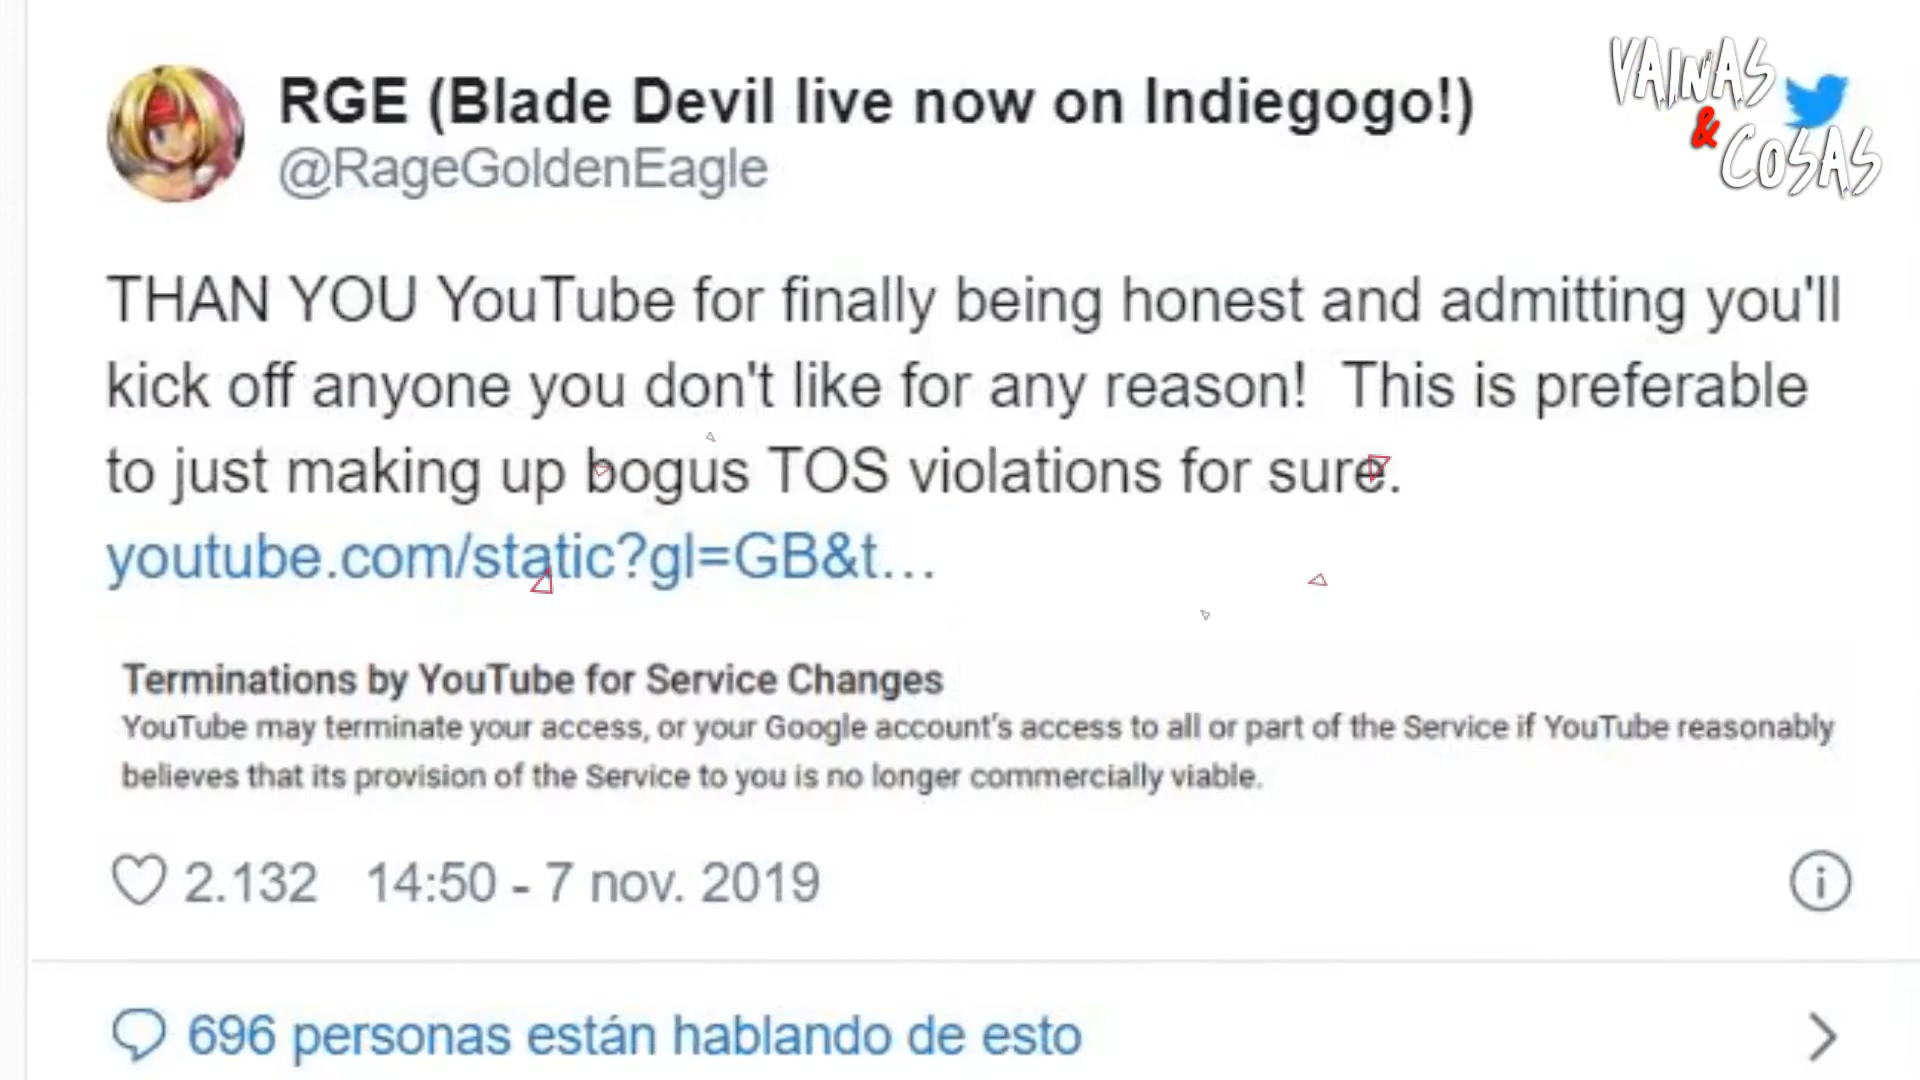 VAINAS
& COSAS
RGE (Blade Devil live now on Indiegogo!)
@RageGoldenEagle
THAN YOU YouTube for finally being honest and admitting you'll
kick off anyone you don't like for any reason! This is preferable
to just making up bogus TOS violations for sure.
youtube.com/static?gl=GB&t...
Terminations by YouTube for Service Changes
YouTube may terminate your access, or your Google account's access to all or part of the Service if YouTube reasonably
believes that its provision of the Service to you is no longer commercially viable.
2.132 14:50 - 7 nov. 2019
696 personas están hablando de esto